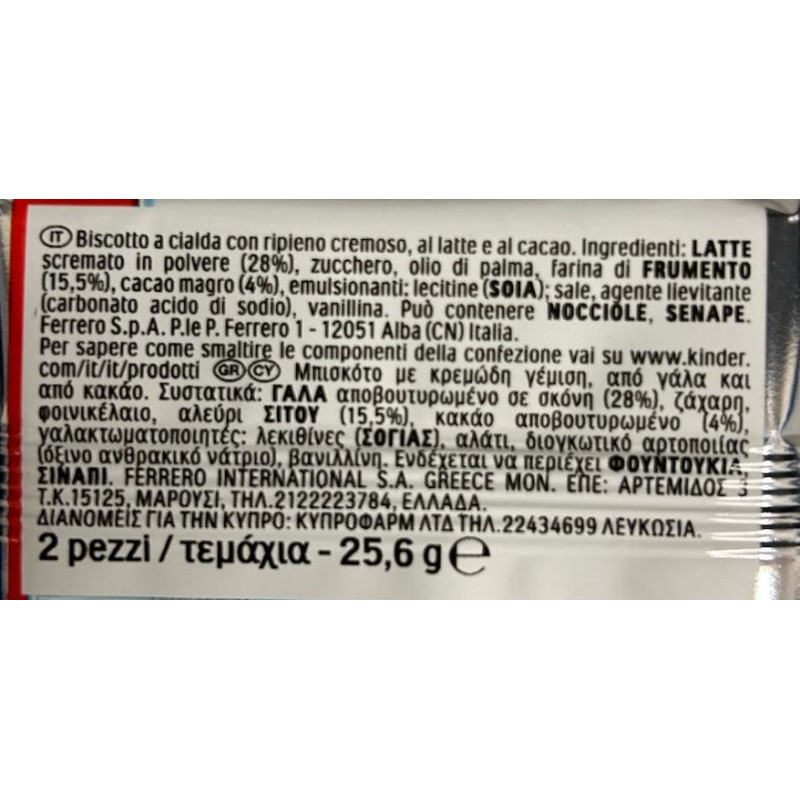 IT Biscotto a cialda con ripieno cremoso, al latte e al cacao. Ingredienti: LATTE
scremato in polvere (28%), zucchero, olio di palma, farina di FRUMENTO
(15,5%), cacao magro (4%), emulsionanti: lecitine (SOIA); sale, agente lievitante
(carbonato acido di sodio), vanillina. Può contenere NOCCIOLE, SENAPE.
Ferrero S.p.A. P.le P. Ferrero 1 - 12051 Alba (CN) Italia.
Per sapere come smaltire le componenti della confezione vai su www.kinder.
com/it/it/prodotti GR CY Μπισκότο με κρεμώδη γέμιση, από γάλα και
από κακάο. Συστατικά: ΓΑΛΑ αποβουτυρωμένο σε σκόνη (28%), ζάχαρη,
φοινικέλαιο, αλεύρι ΣΙΤΟΥ (15,5%), κακάο αποβουτυρωμένο (4%),
γαλακτωματοποιητές: λεκιθίνες (ΣΟΓΙΑΣ), αλάτι, διογκωτικό αρτοποιίας
(όξινο ανθρακικό νάτριο), βανιλλίνη. Ενδέχεται να περιέχει ΦΟΥΝΤΟΥΚΙΑ,
ΣΙΝΑΠΙ. FERRERO INTERNATIONAL S.A. GREECE MON. ΕΠΕ: ΑΡΤΕΜΙΔΟΣ 3
Τ.Κ.15125, ΜΑΡΟΥΣΙ, ΤΗΛ.2122223784, ΕΛΛΑΔΑ.
ΔΙΑΝΟΜΕΙΣ ΓΙΑ ΤΗΝ ΚΥΠΡΟ: ΚΥΠΡΟΦΑΡΜ ΛΤΔ ΤΗΛ.22434699 ΛΕΥΚΩΣΙΑ.
2 pezzi / τεμάχια - 25,6 g ℮